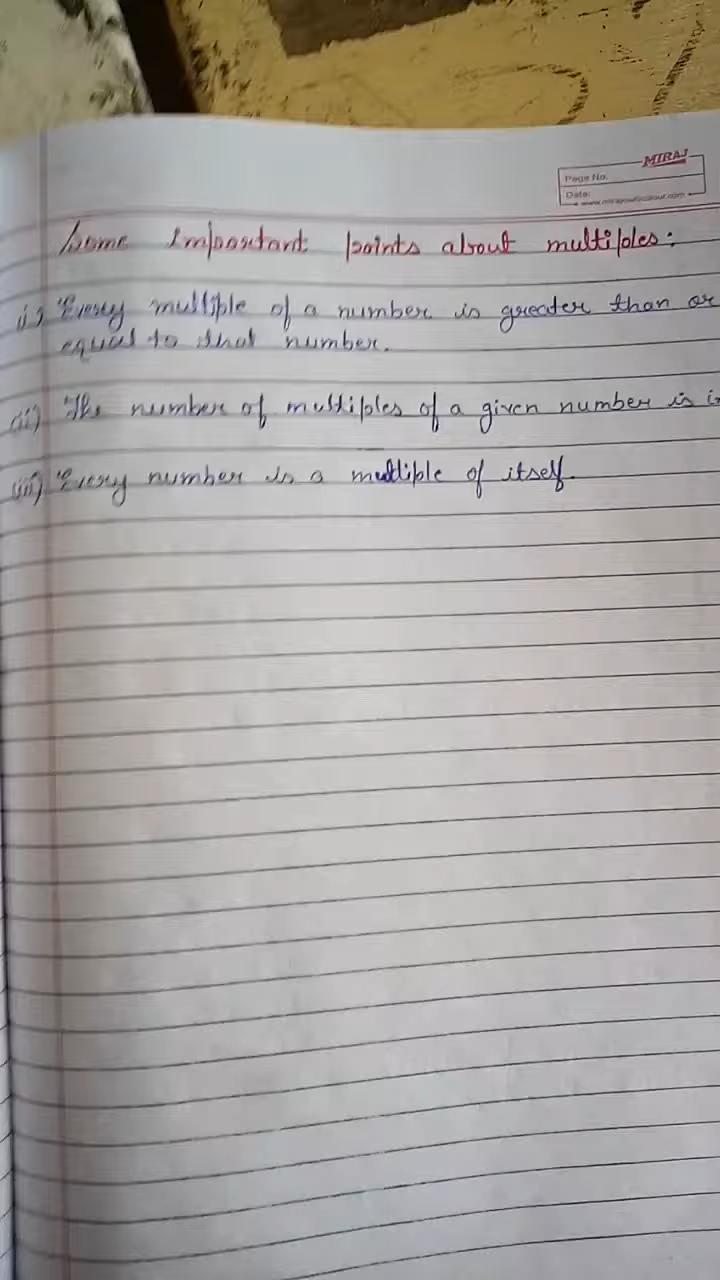 MIRAJ
Page No.
Date:
Some Important points about multiples:
i) Every multiple of a number is greater than or
equal to that number.
ii) The number of multiples of a given number is
iii) Every number is a multiple of itself.